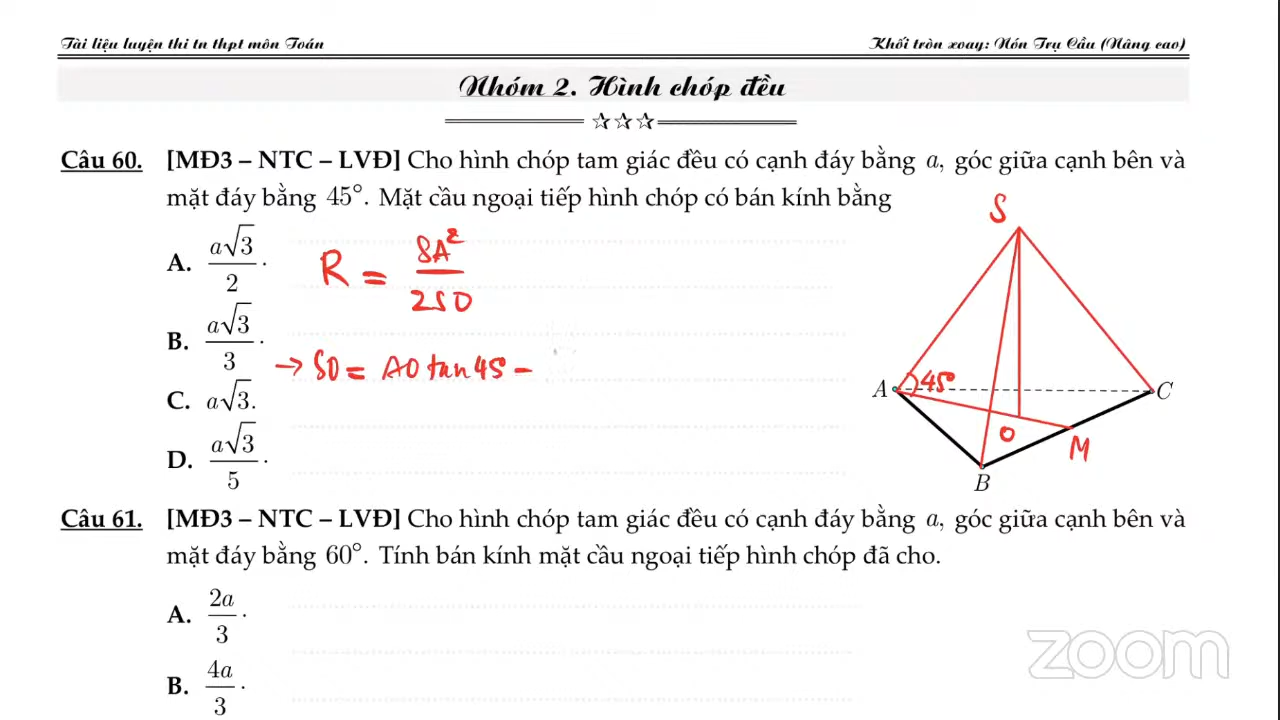 Tài liệu luyện thi tn thpt môn Toán
Khối tròn xoay: Nón Trụ Cầu (Nâng cao)
Nhóm 2. Hình chóp đều
Câu 60. [MĐ3 – NTC – LVĐ] Cho hình chóp tam giác đều có cạnh đáy bằng a, góc giữa cạnh bên và
mặt đáy bằng 45°. Mặt cầu ngoại tiếp hình chóp có bán kính bằng
A. a√3/2.
B. a√3/3.
C. a√3.
D. a√3/5.
R = SA²/2SO
→ SO = AO tan 45 =
S
A 45° C
O
M
B
Câu 61. [MĐ3 – NTC – LVĐ] Cho hình chóp tam giác đều có cạnh đáy bằng a, góc giữa cạnh bên và
mặt đáy bằng 60°. Tính bán kính mặt cầu ngoại tiếp hình chóp đã cho.
A. 2a/3.
B. 4a/3.
zoom